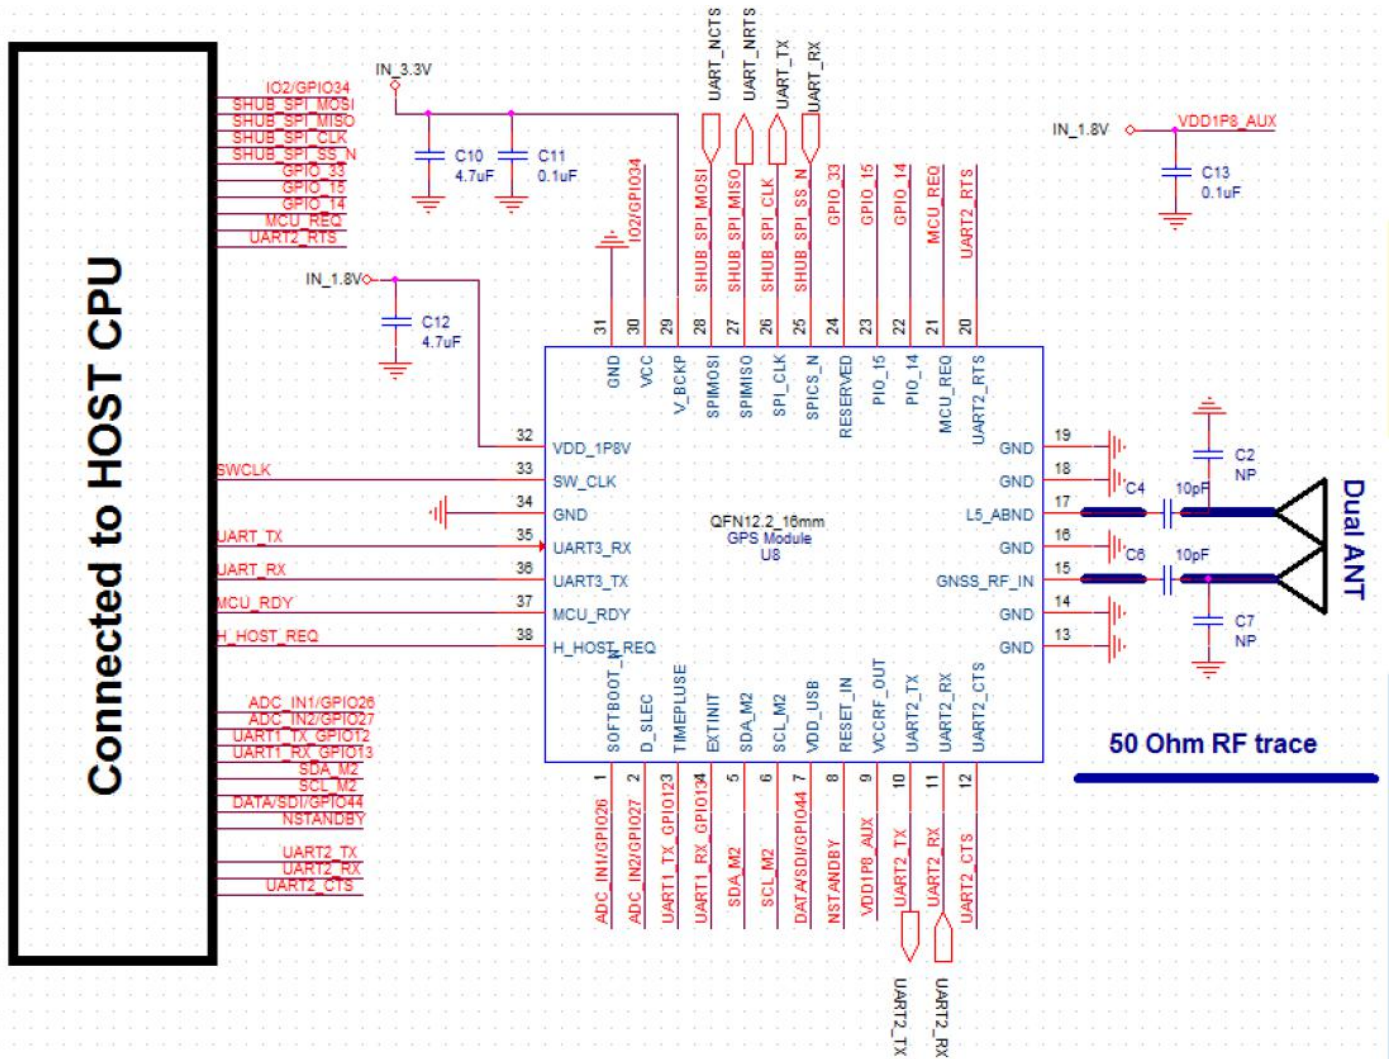 Connected to HOST CPU
IO2/GPIO34
SHUB_SPI_MOSI
SHUB_SPI_MISO
SHUB_SPI_CLK
SHUB_SPI_SS_N
GPIO_33
GPIO_15
GPIO_14
MCU_REQ
UART2_RTS
SWCLK
UART_TX
UART_RX
MCU_RDY
H_HOST_REQ
ADC_IN1/GPIO26
ADC_IN2/GPIO27
UART1_TX_GPIO12
UART1_RX_GPIO13
SDA_M2
SCL_M2
DATA/SDI/GPIO44
NSTANDBY
UART2_TX
UART2_RX
UART2_CTS
IN_3.3V
C10
4.7uF
C11
0.1uF
IN_1.8V
C12
4.7uF
UART_NCTS
UART_NRTS
UART_TX
UART_RX
IN_1.8V
VDD1P8_AUX
C13
0.1uF
IO2/GPIO34
SHUB_SPI_MOSI
SHUB_SPI_MISO
SHUB_SPI_CLK
SHUB_SPI_SS_N
GPIO_33
GPIO_15
GPIO_14
MCU_REQ
UART2_RTS
31
30
29
28
27
26
25
24
23
22
21
20
GND
VCC
V_BCKP
SPIMOSI
SPIMISO
SPI_CLK
SPICS_N
RESERVED
PIO_15
PIO_14
MCU_REQ
UART2_RTS
32
VDD_1P8V
33
SW_CLK
34
GND
35
UART3_RX
36
UART3_TX
37
MCU_RDY
38
H_HOST_REQ
QFN12.2_16mm
GPS Module
U8
GND
19
GND
18
L5_ABND
17
GND
16
GNSS_RF_IN
15
GND
14
GND
13
C4
10pF
C2
NP
C6
10pF
C7
NP
Dual ANT
50 Ohm RF trace
SOFTBOOT_N
D_SLEC
TIMEPLUSE
EXTINIT
SDA_M2
SCL_M2
VDD_USB
RESET_IN
VCCRF_OUT
UART2_TX
UART2_RX
UART2_CTS
1
2
3
4
5
6
7
8
9
10
11
12
ADC_IN1/GPIO26
ADC_IN2/GPIO27
UART1_TX_GPIO12
UART1_RX_GPIO13
SDA_M2
SCL_M2
DATA/SDI/GPIO44
NSTANDBY
VDD1P8_AUX
UART2_TX
UART2_RX
UART2_CTS
UART2_TX
UART2_RX